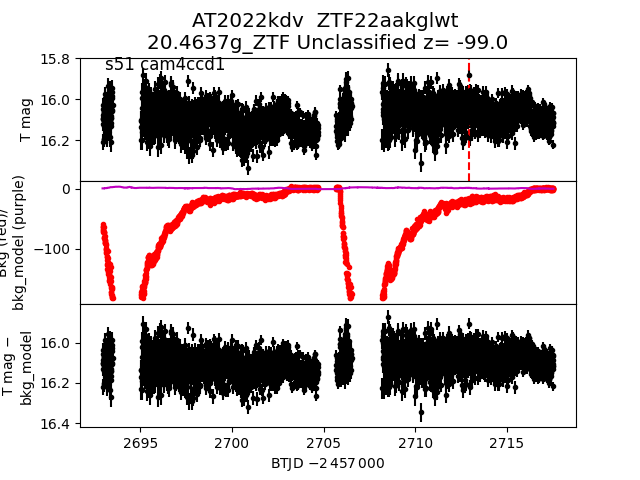 AT2022kdv  ZTF22aakglwt
20.4637g_ZTF Unclassified z= -99.0
s51 cam4ccd1
15.8
16.0
16.2
T mag
0
−100
Bkg (red)/
bkg_model (purple)
16.0
16.2
16.4
T mag −
bkg_model
2695
2700
2705
2710
2715
BTJD −2 457 000